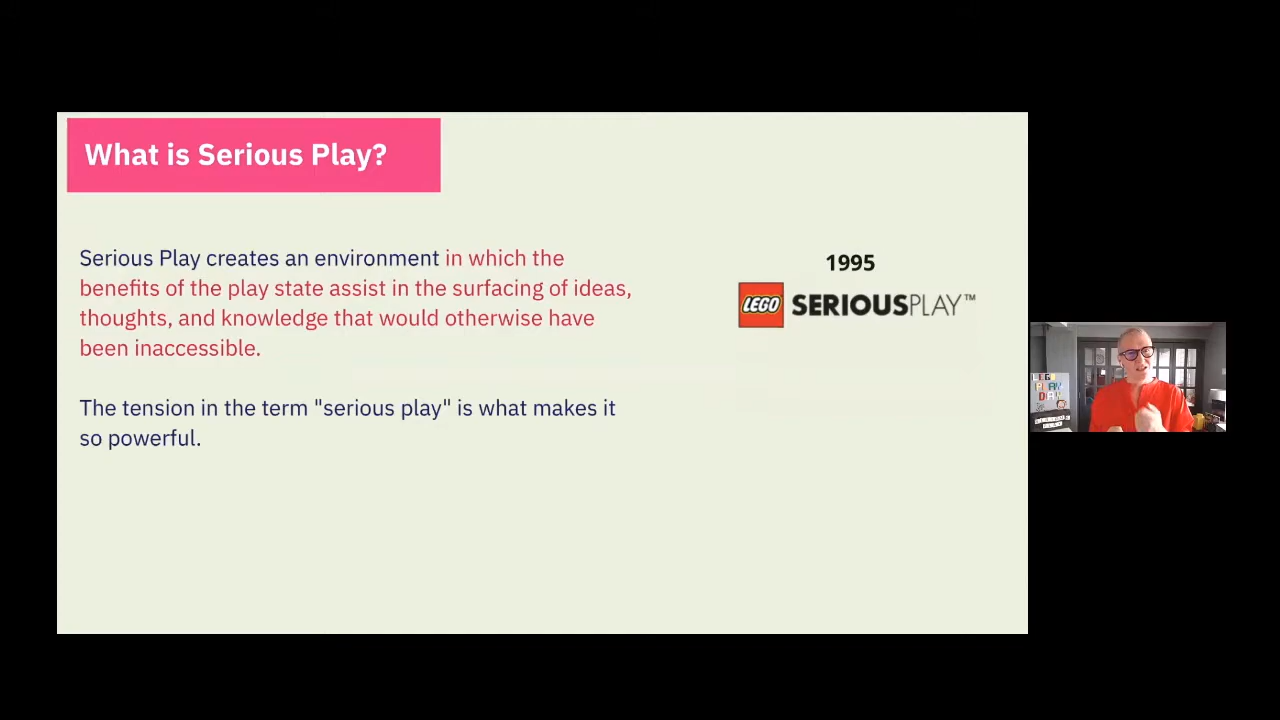 What is Serious Play?
Serious Play creates an environment in which the
benefits of the play state assist in the surfacing of ideas,
thoughts, and knowledge that would otherwise have
been inaccessible.
The tension in the term "serious play" is what makes it
so powerful.
1995
LEGO SERIOUSPLAY™